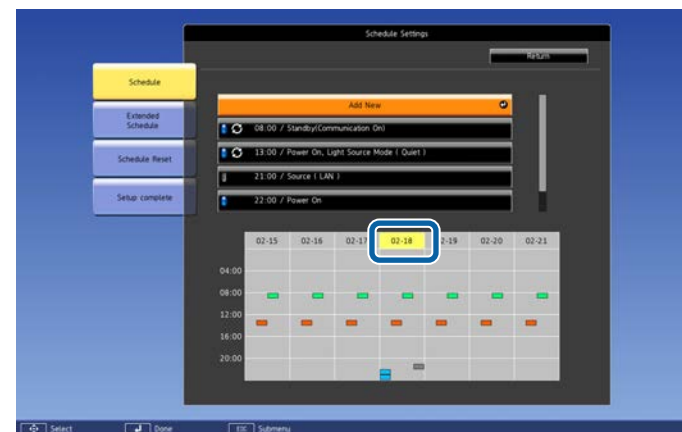 Schedule Settings
Return
Schedule
Extended
Schedule
Schedule Reset
Setup complete
Add New
08:00 / Standby(Communication On)
13:00 / Power On, Light Source Mode ( Quiet )
21:00 / Source ( LAN )
22:00 / Power On
02-15 02-16 02-17 02-18 2-19 02-20 02-21
04:00
08:00
12:00
16:00
20:00
Select Done ESC Submenu